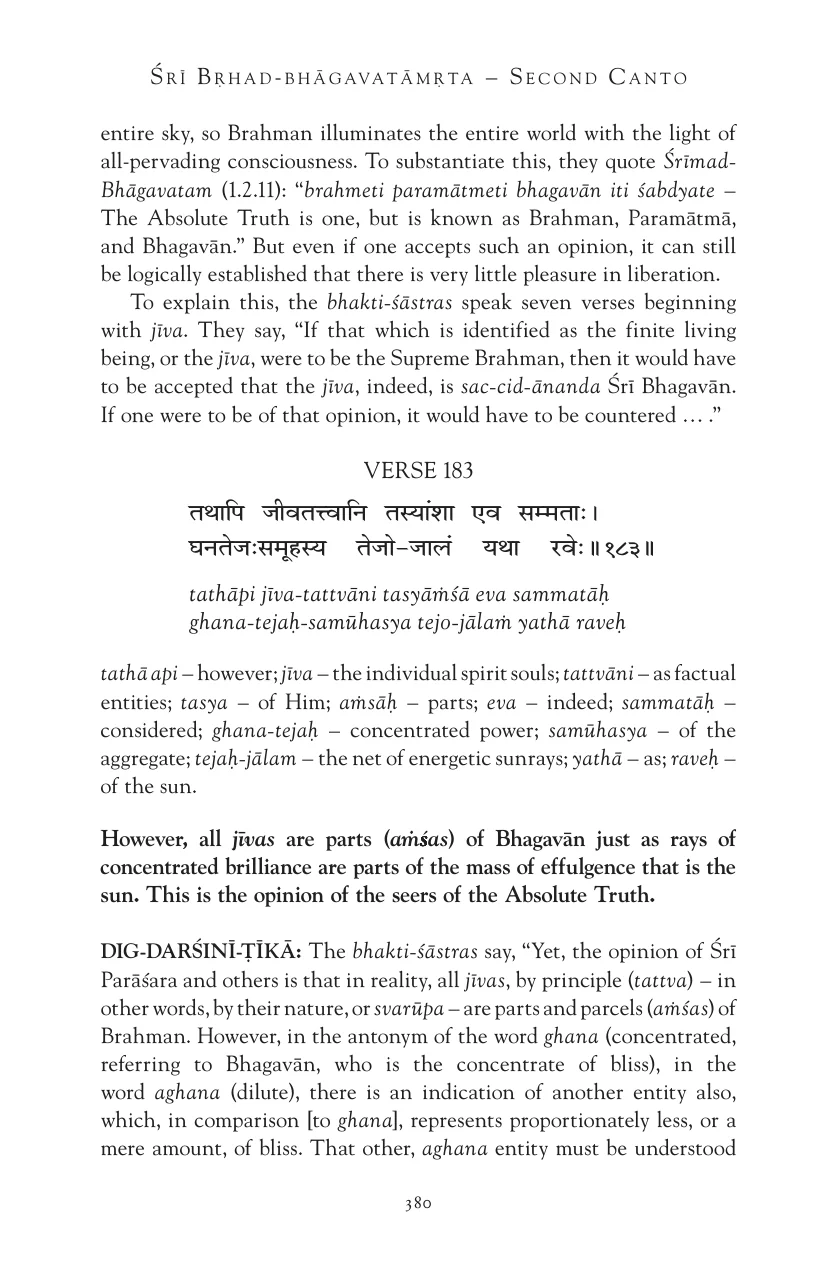 Śrī Bṛhad-bhāgavatāmṛta – Second Canto
entire sky, so Brahman illuminates the entire world with the light of
all-pervading consciousness. To substantiate this, they quote Śrīmad-
Bhāgavatam (1.2.11): “brahmeti paramātmeti bhagavān iti śabdyate –
The Absolute Truth is one, but is known as Brahman, Paramātmā,
and Bhagavān.” But even if one accepts such an opinion, it can still
be logically established that there is very little pleasure in liberation.
To explain this, the bhakti-śāstras speak seven verses beginning
with jīva. They say, “If that which is identified as the finite living
being, or the jīva, were to be the Supreme Brahman, then it would have
to be accepted that the jīva, indeed, is sac-cid-ānanda Śrī Bhagavān.
If one were to be of that opinion, it would have to be countered … .”
VERSE 183
तथापि जीवतत्त्वानि तस्यांशा एव सम्मताः।
घनतेजःसमूहस्य तेजो-जालं यथा रवेः॥१८३॥
tathāpi jīva-tattvāni tasyāṁśā eva sammatāḥ
ghana-tejaḥ-samūhasya tejo-jālaṁ yathā raveḥ
tathā api – however; jīva – the individual spirit souls; tattvāni – as factual
entities; tasya – of Him; aṁsāḥ – parts; eva – indeed; sammatāḥ –
considered; ghana-tejaḥ – concentrated power; samūhasya – of the
aggregate; tejaḥ-jālam – the net of energetic sunrays; yathā – as; raveḥ –
of the sun.
However, all jīvas are parts (aṁśas) of Bhagavān just as rays of
concentrated brilliance are parts of the mass of effulgence that is the
sun. This is the opinion of the seers of the Absolute Truth.
DIG-DARŚINĪ-ṬĪKĀ: The bhakti-śāstras say, “Yet, the opinion of Śrī
Parāśara and others is that in reality, all jīvas, by principle (tattva) – in
other words, by their nature, or svarūpa – are parts and parcels (aṁśas) of
Brahman. However, in the antonym of the word ghana (concentrated,
referring to Bhagavān, who is the concentrate of bliss), in the
word aghana (dilute), there is an indication of another entity also,
which, in comparison [to ghana], represents proportionately less, or a
mere amount, of bliss. That other, aghana entity must be understood
380